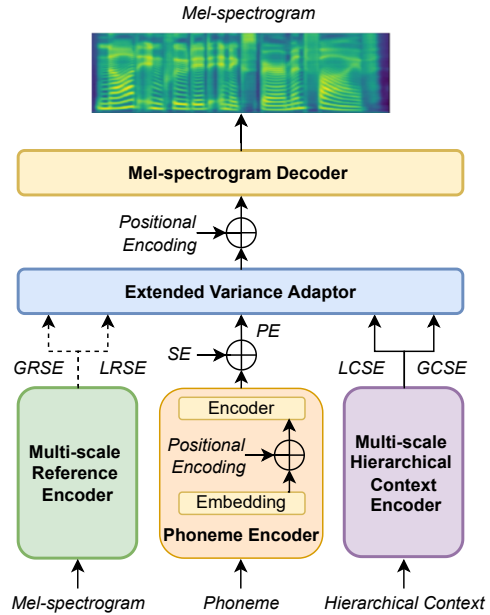 Mel-spectrogram
Mel-spectrogram Decoder
Positional
Encoding
Extended Variance Adaptor
GRSE
LRSE
SE
PE
LCSE
GCSE
Multi-scale
Reference
Encoder
Encoder
Positional
Encoding
Embedding
Phoneme Encoder
Multi-scale
Hierarchical
Context
Encoder
Mel-spectrogram
Phoneme
Hierarchical Context